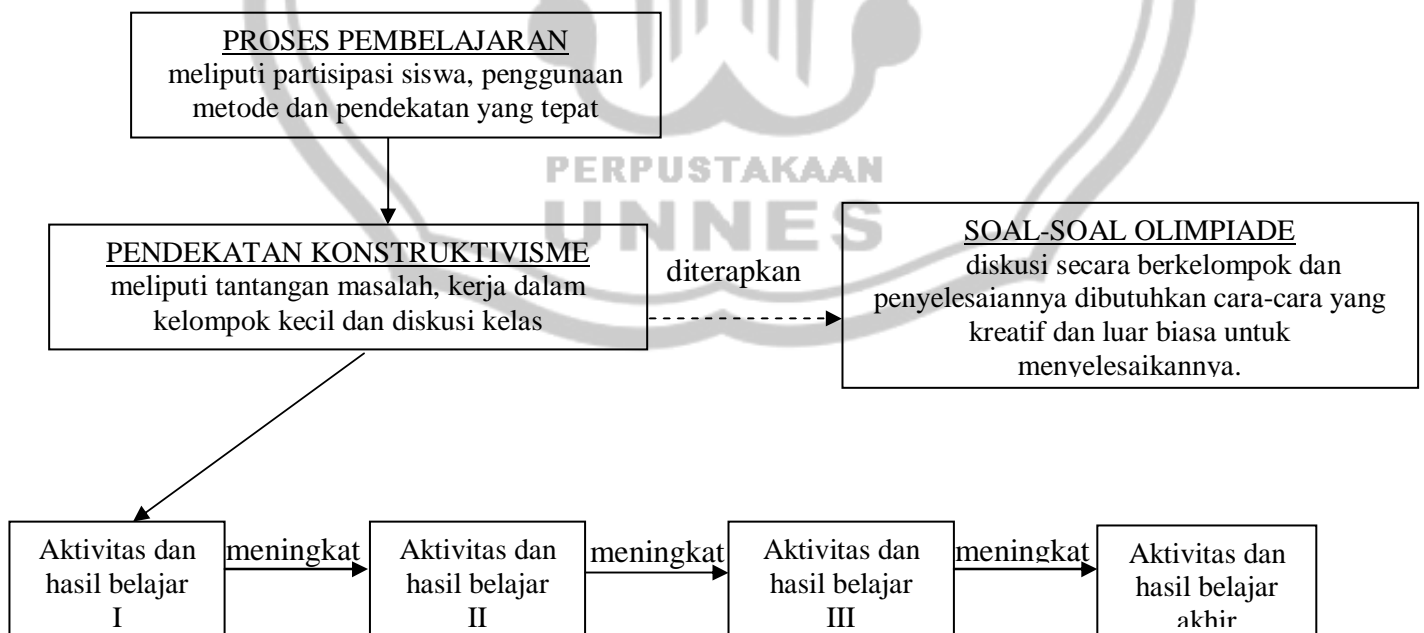 PROSES PEMBELAJARAN
meliputi partisipasi siswa, penggunaan
metode dan pendekatan yang tepat
PERPUSTAKAAN
UNNES
PENDEKATAN KONSTRUKTIVISME
meliputi tantangan masalah, kerja dalam
kelompok kecil dan diskusi kelas
diterapkan
SOAL-SOAL OLIMPIADE
diskusi secara berkelompok dan
penyelesaiannya dibutuhkan cara-cara yang
kreatif dan luar biasa untuk
menyelesaikannya.
Aktivitas dan
hasil belajar
I
meningkat
Aktivitas dan
hasil belajar
II
meningkat
Aktivitas dan
hasil belajar
III
meningkat
Aktivitas dan
hasil belajar
akhir